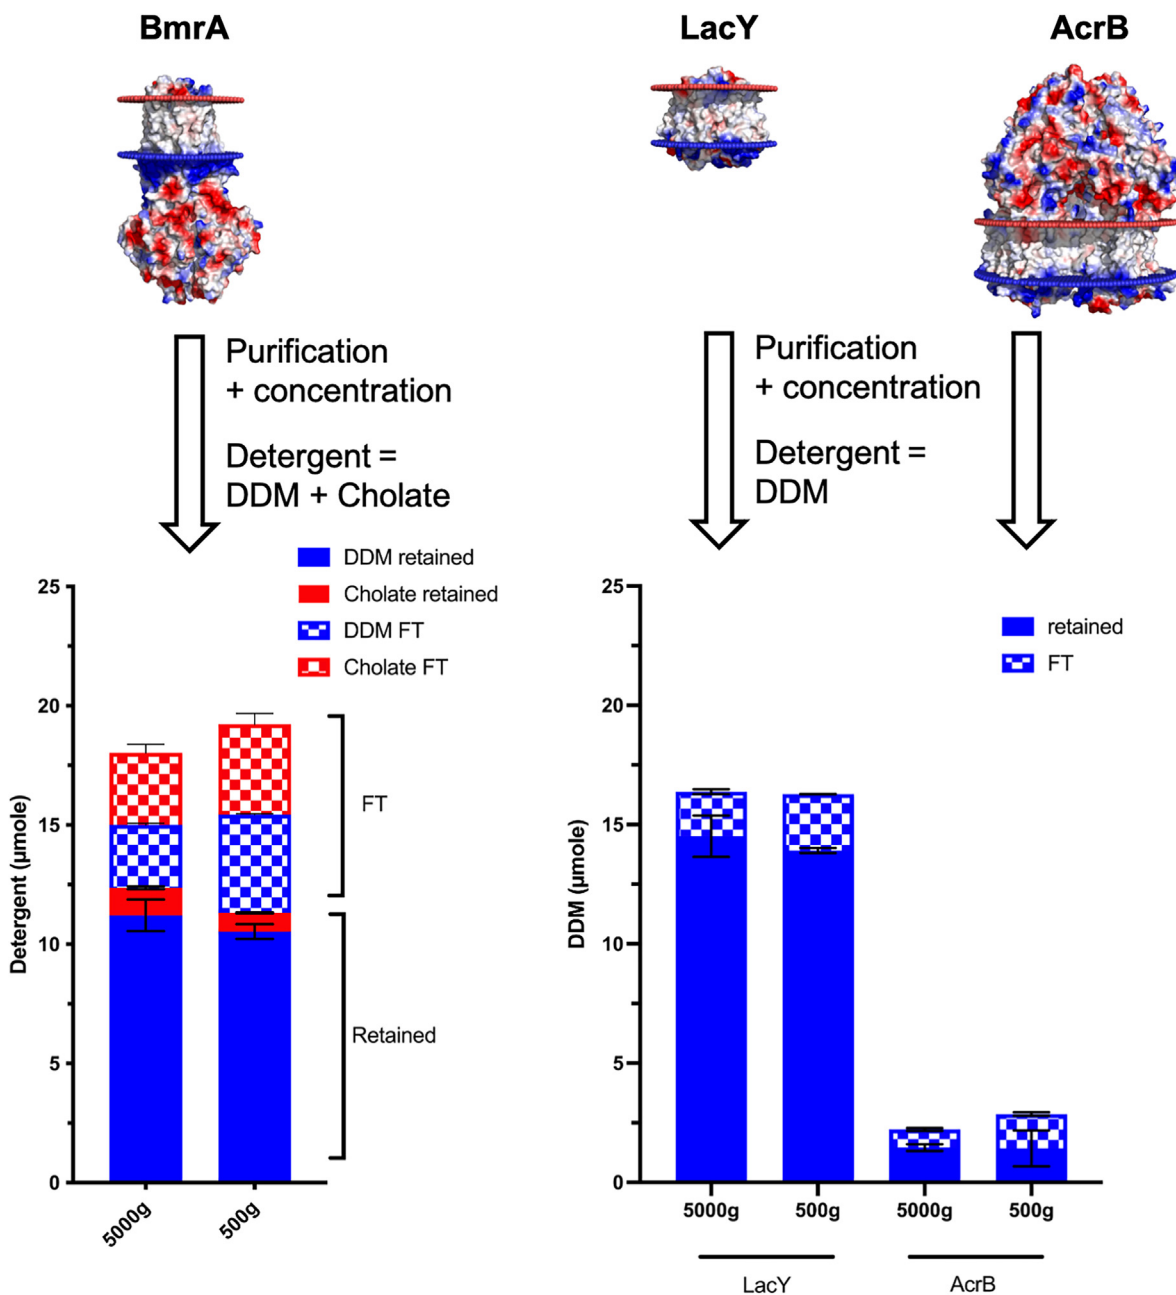 BmrA
LacY
AcrB
Purification
+ concentration
Detergent =
DDM + Cholate
Purification
+ concentration
Detergent =
DDM
DDM retained
Cholate retained
DDM FT
Cholate FT
Detergent (µmole)
25
20
15
10
5
0
FT
Retained
5000g
500g
retained
FT
DDM (µmole)
25
20
15
10
5
0
5000g
500g
5000g
500g
LacY
AcrB